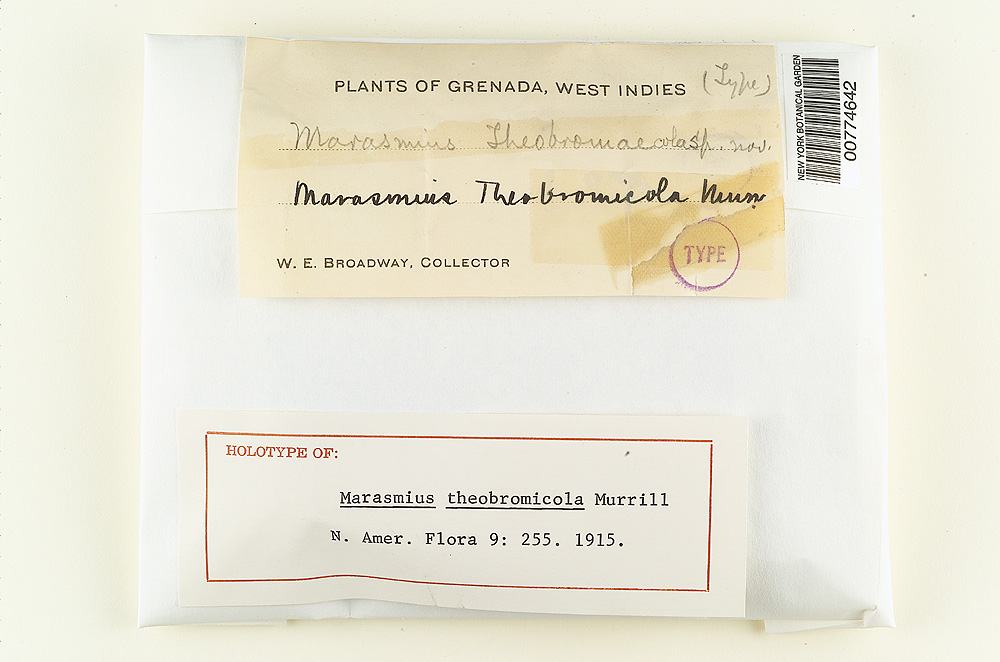 PLANTS OF GRENADA, WEST INDIES (Type)
Marasmius Theobromaecola sp. nov.
Marasmius Theobromicola Murr
W. E. BROADWAY, COLLECTOR
TYPE
NEW YORK BOTANICAL GARDEN
00774642
HOLOTYPE OF:
Marasmius theobromicola Murrill
N. Amer. Flora 9: 255. 1915.